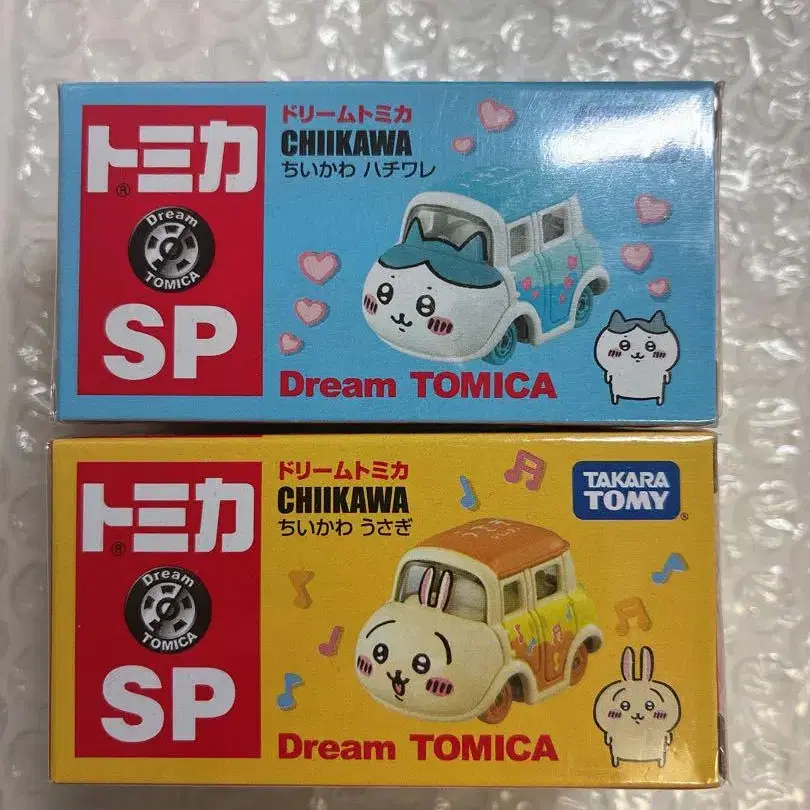 トミカ
®
Dream
TOMICA
SP
ドリームトミカ
CHIIKAWA
ちいかわ ハチワレ
Dream TOMICA
トミカ
®
Dream
TOMICA
SP
ドリームトミカ
CHIIKAWA
ちいかわ うさぎ
TAKARA
TOMY
®
Dream TOMICA